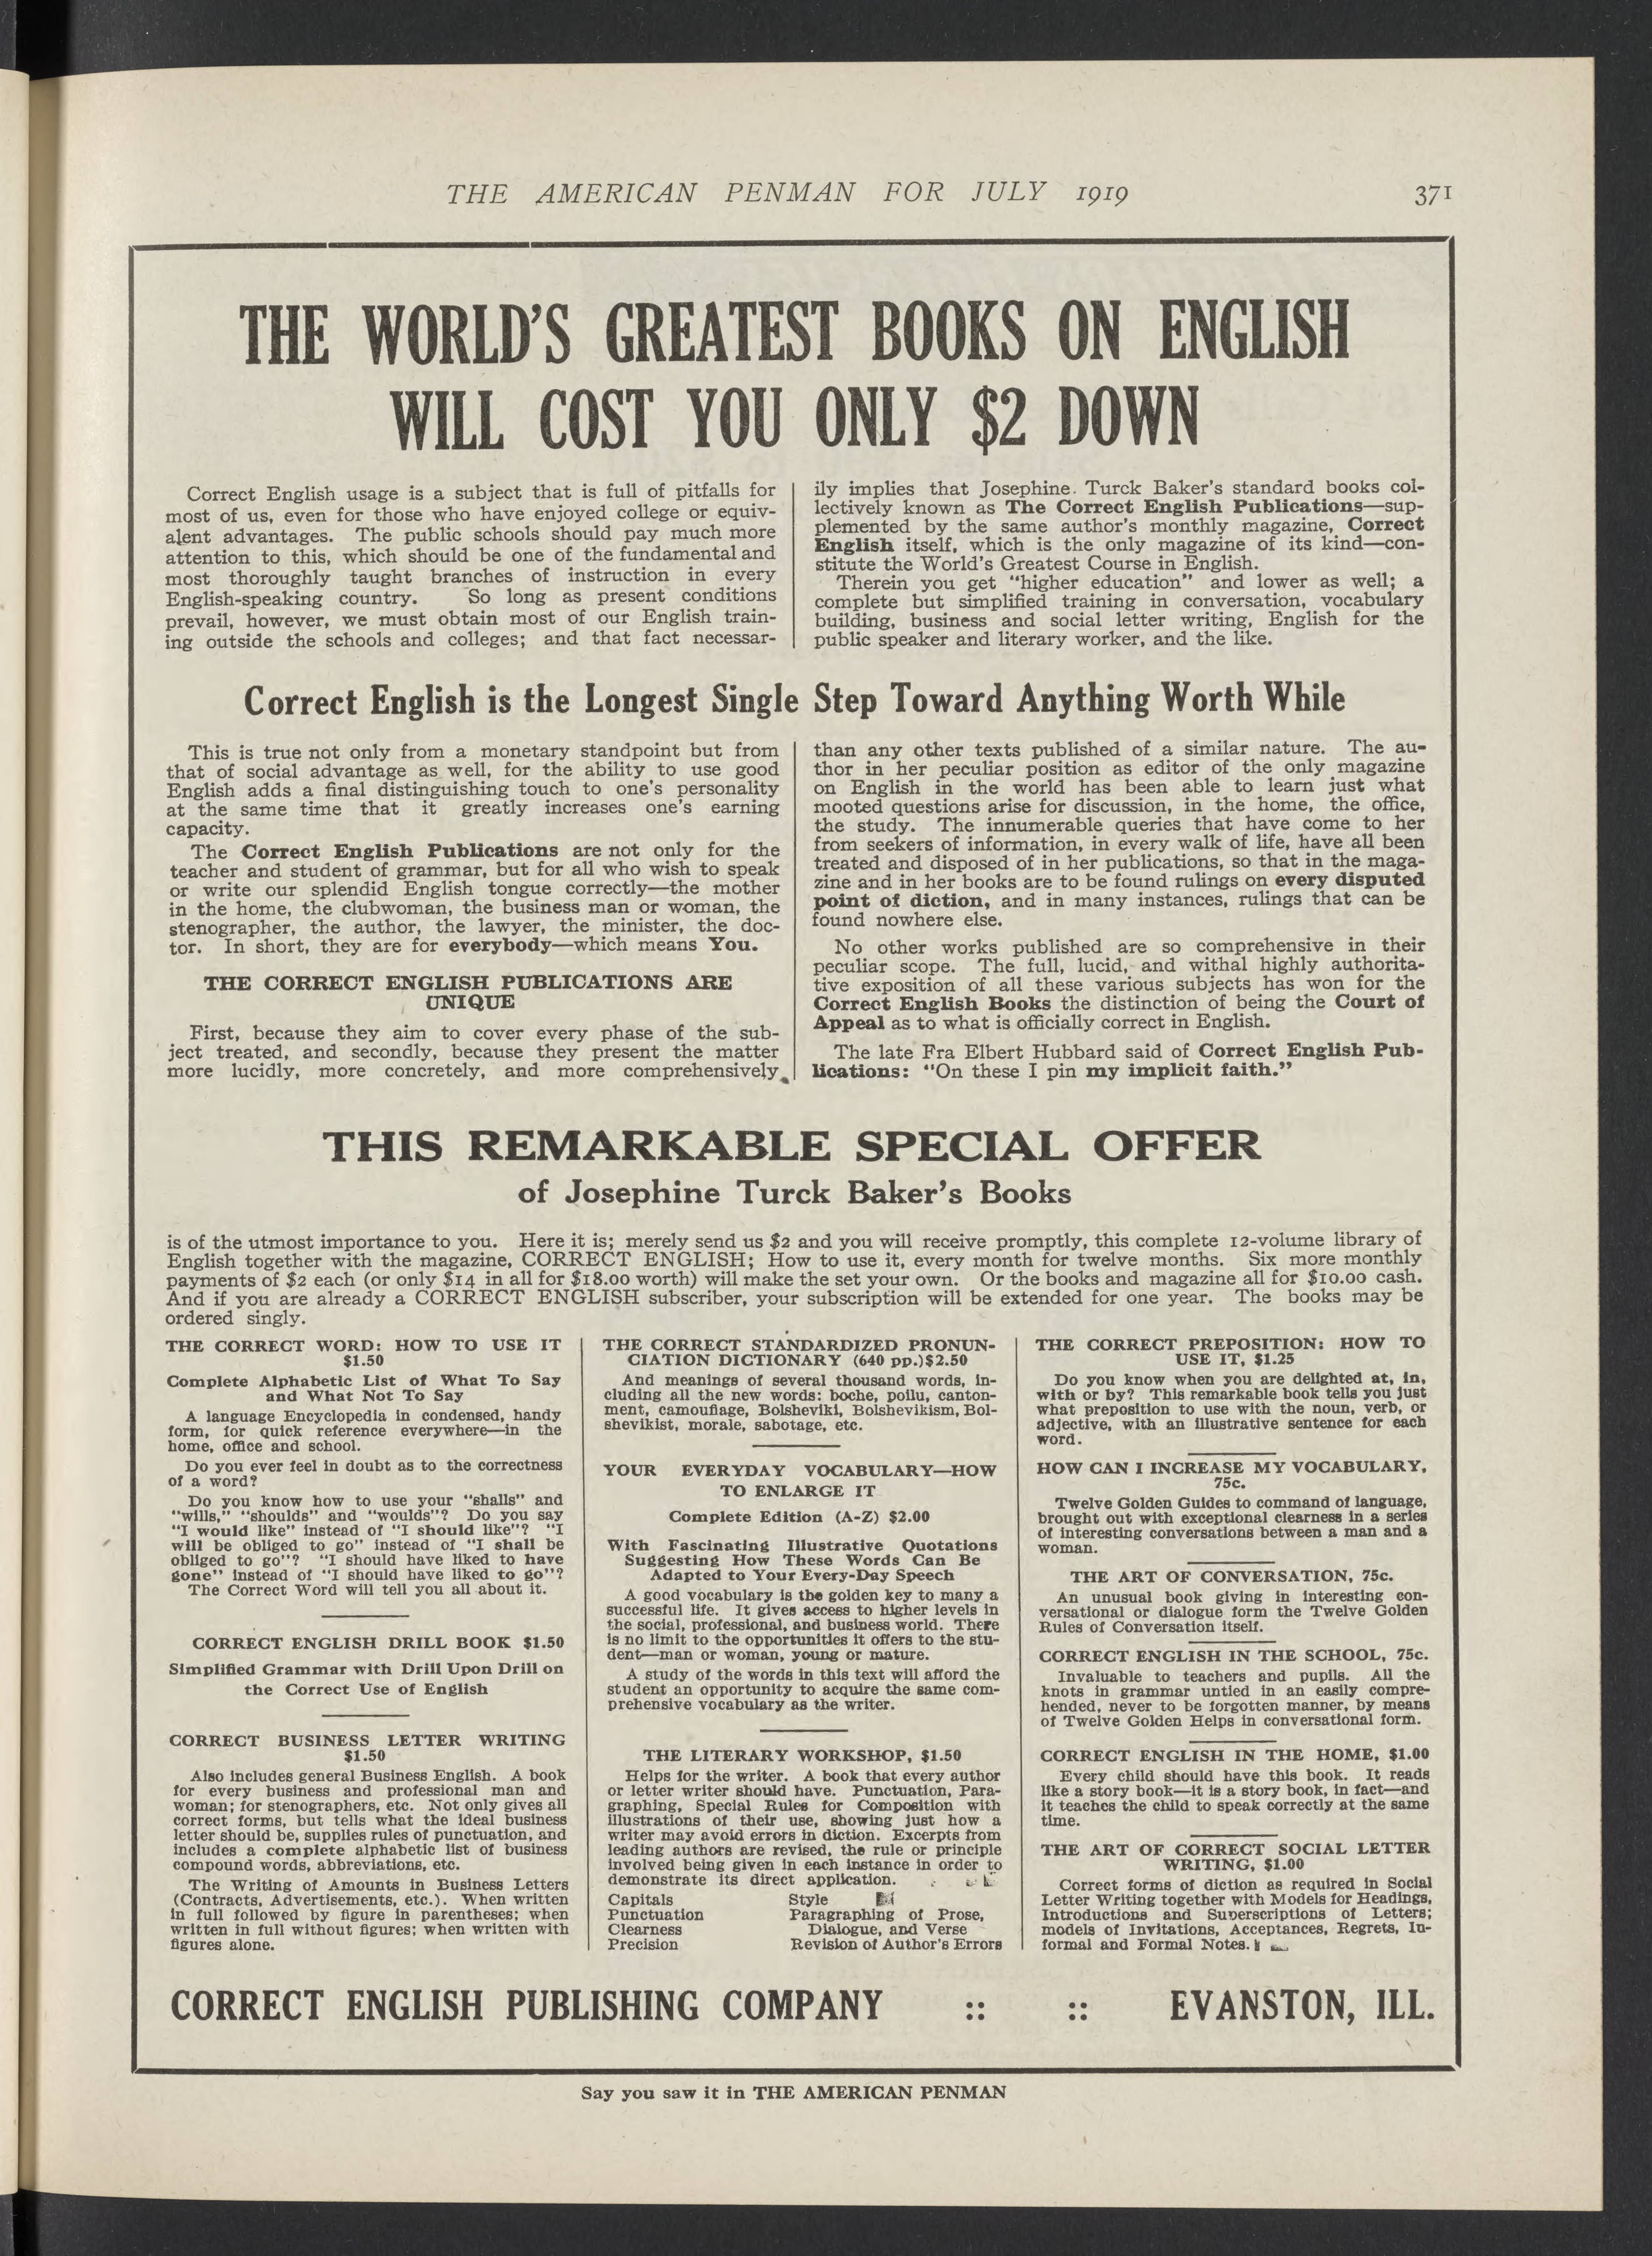 THE AMERICAN PENMAN FOR JULY 1919
371
THE WORLD'S GREATEST BOOKS ON ENGLISH
WILL COST YOU ONLY $2 DOWN
Correct English usage is a subject that is full of pitfalls for
most of us, even for those who have enjoyed college or equiv-
alent advantages. The public schools should pay much more
attention to this, which should be one of the fundamental and
most thoroughly taught branches of instruction in every
English-speaking country. So long as present conditions
prevail, however, we must obtain most of our English train-
ing outside the schools and colleges; and that fact necessar-
ily implies that Josephine Turck Baker's standard books col-
lectively known as The Correct English Publications—sup-
plemented by the same author's monthly magazine, Correct
English itself, which is the only magazine of its kind—con-
stitute the World's Greatest Course in English.
Therein you get "higher education" and lower as well; a
complete but simplified training in conversation, vocabulary
building, business and social letter writing, English for the
public speaker and literary worker, and the like.
Correct English is the Longest Single Step Toward Anything Worth While
This is true not only from a monetary standpoint but from
that of social advantage as well, for the ability to use good
English adds a final distinguishing touch to one's personality
at the same time that it greatly increases one's earning
capacity.
The Correct English Publications are not only for the
teacher and student of grammar, but for all who wish to speak
or write our splendid English tongue correctly—the mother
in the home, the clubwoman, the business man or woman, the
stenographer, the author, the lawyer, the minister, the doc-
tor. In short, they are for everybody—which means You.
THE CORRECT ENGLISH PUBLICATIONS ARE
UNIQUE
First, because they aim to cover every phase of the sub-
ject treated, and secondly, because they present the matter
more lucidly, more concretely, and more comprehensively
than any other texts published of a similar nature. The au-
thor in her peculiar position as editor of the only magazine
on English in the world has been able to learn just what
mooted questions arise for discussion, in the home, the office,
the study. The innumerable queries that have come to her
from seekers of information, in every walk of life, have all been
treated and disposed of in her publications, so that in the maga-
zine and in her books are to be found rulings on every disputed
point of diction, and in many instances, rulings that can be
found nowhere else.
No other works published are so comprehensive in their
peculiar scope. The full, lucid, and withal highly authorita-
tive exposition of all these various subjects has won for the
Correct English Books the distinction of being the Court of
Appeal as to what is officially correct in English.
The late Fra Elbert Hubbard said of Correct English Pub-
lications: "On these I pin my implicit faith."
THIS REMARKABLE SPECIAL OFFER
of Josephine Turck Baker's Books
is of the utmost importance to you. Here it is; merely send us $2 and you will receive promptly, this complete 12-volume library of
English together with the magazine, CORRECT ENGLISH; How to use it, every month for twelve months. Six more monthly
payments of $2 each (or only $14 in all for $18.00 worth) will make the set your own. Or the books and magazine all for $10.00 cash.
And if you are already a CORRECT ENGLISH subscriber, your subscription will be extended for one year. The books may be
ordered singly.
THE CORRECT WORD: HOW TO USE IT
$1.50
Complete Alphabetic List of What To Say
and What Not To Say
A language Encyclopedia in condensed, handy
form, for quick reference everywhere—in the
home, office and school.
Do you ever feel in doubt as to the correctness
of a word?
Do you know how to use your "shalls" and
"wills," "shoulds" and "woulds"? Do you say
"I would like" instead of "I should like"? "I
will be obliged to go" instead of "I shall be
obliged to go"? "I should have liked to have
gone" instead of "I should have liked to go"?
The Correct Word will tell you all about it.
CORRECT ENGLISH DRILL BOOK $1.50
Simplified Grammar with Drill Upon Drill on
the Correct Use of English
CORRECT BUSINESS LETTER WRITING
$1.50
Also includes general Business English. A book
for every business and professional man and
woman; for stenographers, etc. Not only gives all
correct forms, but tells what the ideal business
letter should be, supplies rules of punctuation, and
includes a complete alphabetic list of business
compound words, abbreviations, etc.
The Writing of Amounts in Business Letters
(Contracts, Advertisements, etc.). When written
in full followed by figure in parentheses; when
written in full without figures; when written with
figures alone.
THE CORRECT STANDARDIZED PRONUN-
CIATION DICTIONARY (640 pp.) $2.50
And meanings of several thousand words, in-
cluding all the new words: boche, poilu, canton-
ment, camouflage, Bolsheviki, Bolshevikism, Bol-
shevikist, morale, sabotage, etc.
YOUR EVERYDAY VOCABULARY—HOW
TO ENLARGE IT
Complete Edition (A-Z) $2.00
With Fascinating Illustrative Quotations
Suggesting How These Words Can Be
Adapted to Your Every-Day Speech
A good vocabulary is the golden key to many a
successful life. It gives access to higher levels in
the social, professional, and business world. There
is no limit to the opportunities it offers to the stu-
dent—man or woman, young or mature.
A study of the words in this text will afford the
student an opportunity to acquire the same com-
prehensive vocabulary as the writer.
THE LITERARY WORKSHOP, $1.50
Helps for the writer. A book that every author
or letter writer should have. Punctuation, Para-
graphing, Special Rules for Composition with
illustrations of their use, showing just how a
writer may avoid errors in diction. Excerpts from
leading authors are revised, the rule or principle
involved being given in each instance in order to
demonstrate its direct application.
Capitals Style
Punctuation Paragraphing of Prose,
Clearness Dialogue, and Verse
Precision Revision of Author's Errors
THE CORRECT PREPOSITION: HOW TO
USE IT, $1.25
Do you know when you are delighted at, in,
with or by? This remarkable book tells you just
what preposition to use with the noun, verb, or
adjective, with an illustrative sentence for each
word.
HOW CAN I INCREASE MY VOCABULARY,
75c.
Twelve Golden Guides to command of language,
brought out with exceptional clearness in a series
of interesting conversations between a man and a
woman.
THE ART OF CONVERSATION, 75c.
An unusual book giving in interesting con-
versational or dialogue form the Twelve Golden
Rules of Conversation itself.
CORRECT ENGLISH IN THE SCHOOL, 75c.
Invaluable to teachers and pupils. All the
knots in grammar untied in an easily compre-
hended, never to be forgotten manner, by means
of Twelve Golden Helps in conversational form.
CORRECT ENGLISH IN THE HOME, $1.00
Every child should have this book. It reads
like a story book—it is a story book, in fact—and
it teaches the child to speak correctly at the same
time.
THE ART OF CORRECT SOCIAL LETTER
WRITING, $1.00
Correct forms of diction as required in Social
Letter Writing together with Models for Headings,
Introductions and Superscriptions of Letters;
models of Invitations, Acceptances, Regrets, In-
formal and Formal Notes.
CORRECT ENGLISH PUBLISHING COMPANY :: :: EVANSTON, ILL.
Say you saw it in THE AMERICAN PENMAN